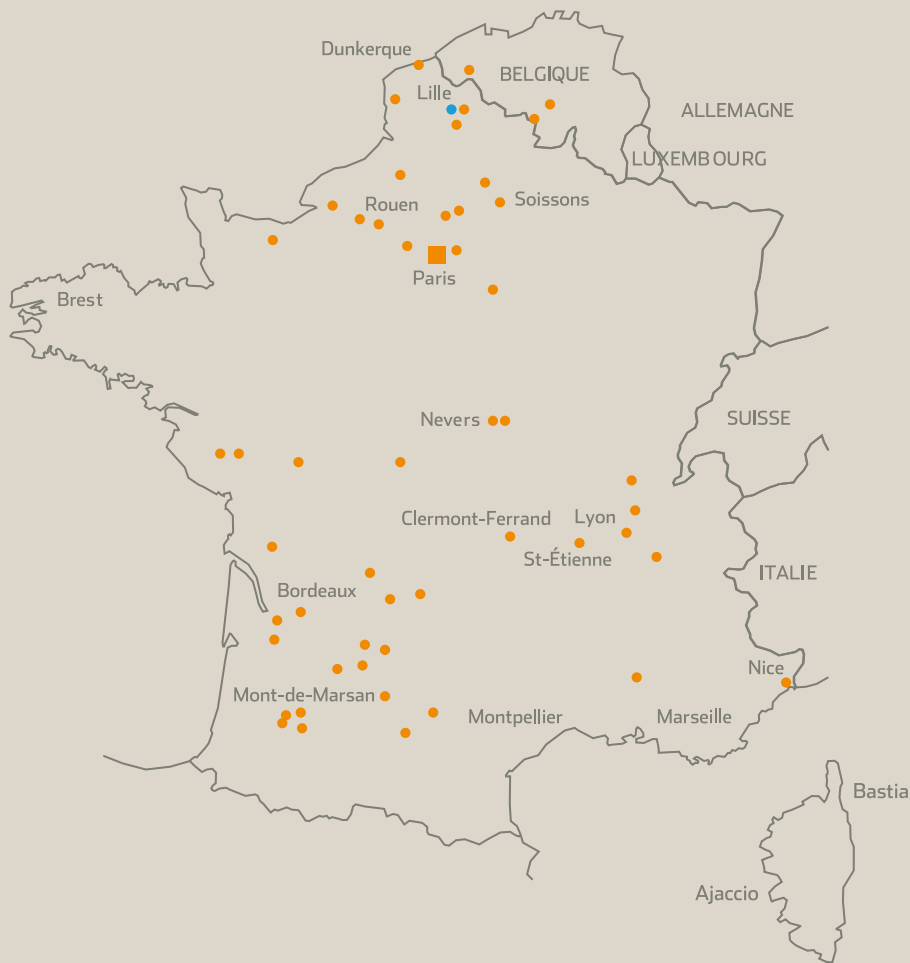 Dunkerque
BELGIQUE
Lille
ALLEMAGNE
LUXEMBOURG
Rouen
Soissons
Paris
Brest
Nevers
SUISSE
Clermont-Ferrand
Lyon
St-Étienne
ITALIE
Bordeaux
Nice
Mont-de-Marsan
Montpellier
Marseille
Bastia
Ajaccio